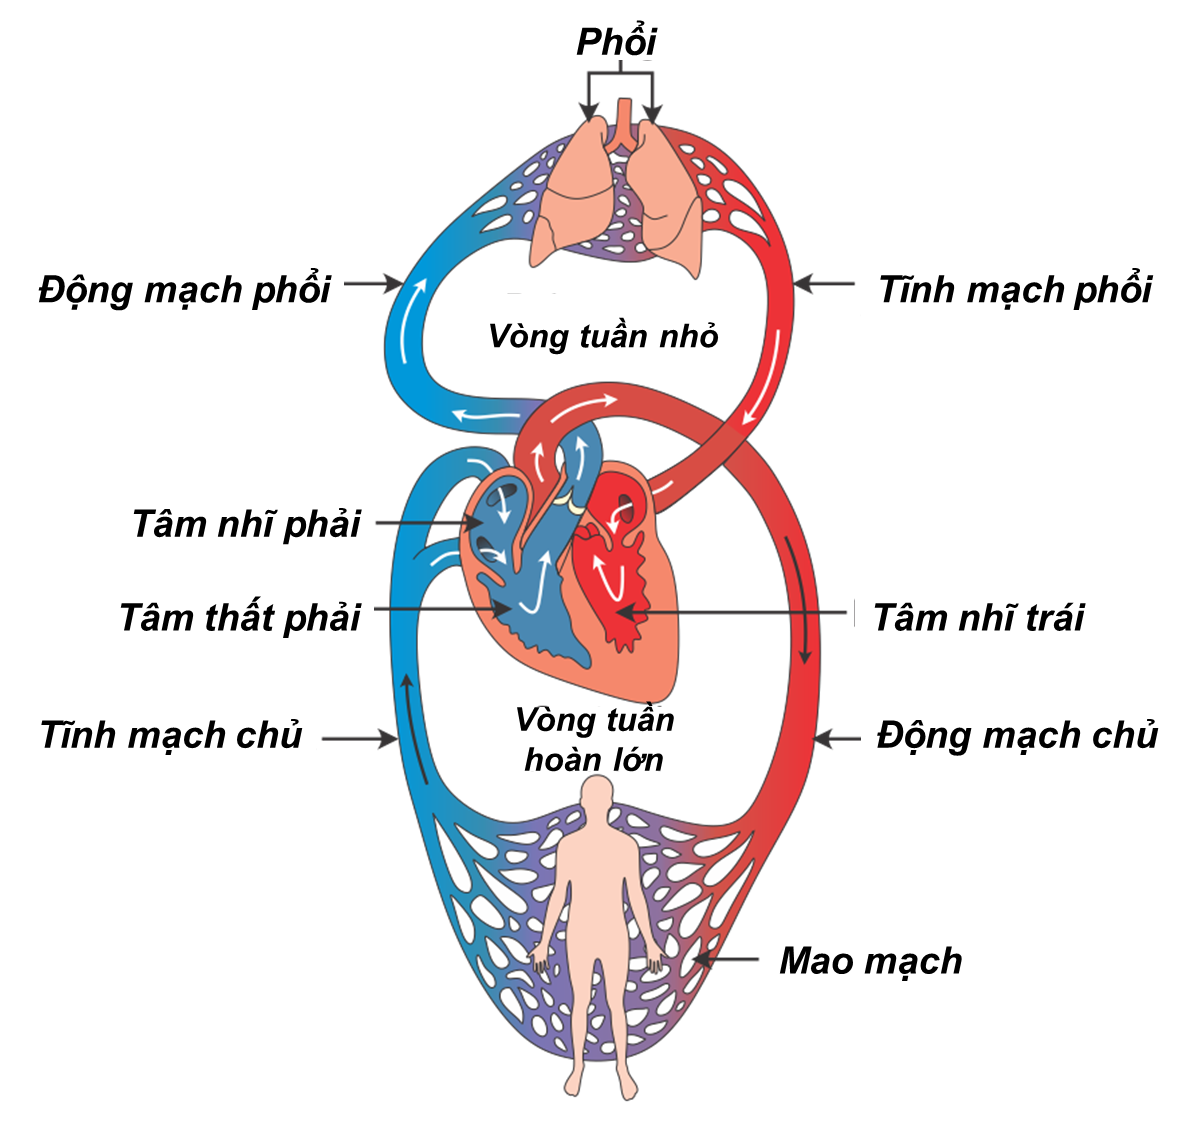 Phổi
Động mạch phổi
Tĩnh mạch phổi
Vòng tuần nhỏ
Tâm nhĩ phải
Tâm thất phải
Tâm nhĩ trái
Tĩnh mạch chủ
Vòng tuần
hoàn lớn
Động mạch chủ
Mao mạch